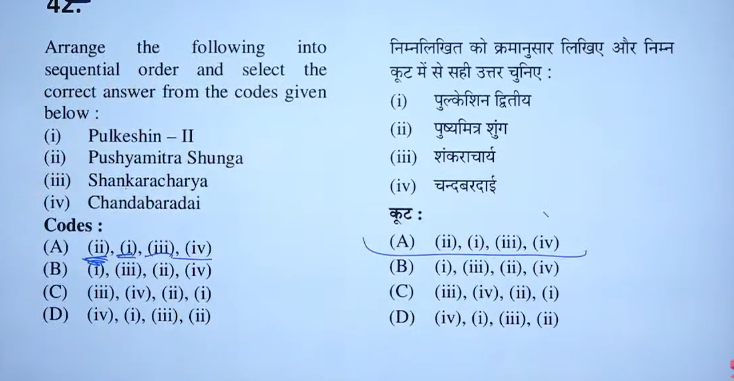 42.
Arrange the following into
sequential order and select the
correct answer from the codes given
below :
(i) Pulkeshin – II
(ii) Pushyamitra Shunga
(iii) Shankaracharya
(iv) Chandabaradai
Codes :
(A) (ii), (i), (iii), (iv)
(B) (i), (iii), (ii), (iv)
(C) (iii), (iv), (ii), (i)
(D) (iv), (i), (iii), (ii)
निम्नलिखित को क्रमानुसार लिखिए और निम्न
कूट में से सही उत्तर चुनिए :
(i) पुल्केशिन द्वितीय
(ii) पुष्यमित्र शुंग
(iii) शंकराचार्य
(iv) चन्दबरदाई
कूट :
(A) (ii), (i), (iii), (iv)
(B) (i), (iii), (ii), (iv)
(C) (iii), (iv), (ii), (i)
(D) (iv), (i), (iii), (ii)